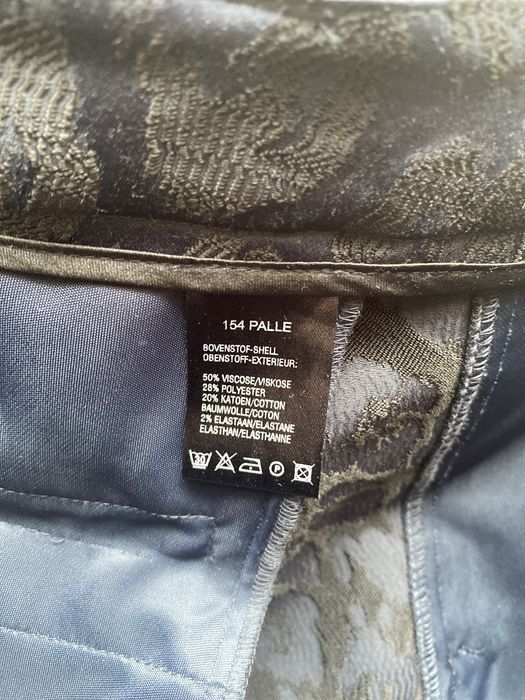 154 PALLE
BOVENSTOF-SHELL
OBENSTOFF-EXTERIEUR:
50% VISCOSE/VISKOSE
28% POLYESTER
20% KATOEN/COTTON
BAUMWOLLE/COTON
2% ELASTAAN/ELASTANE
ELASTHAN/ELASTHANNE
30 P